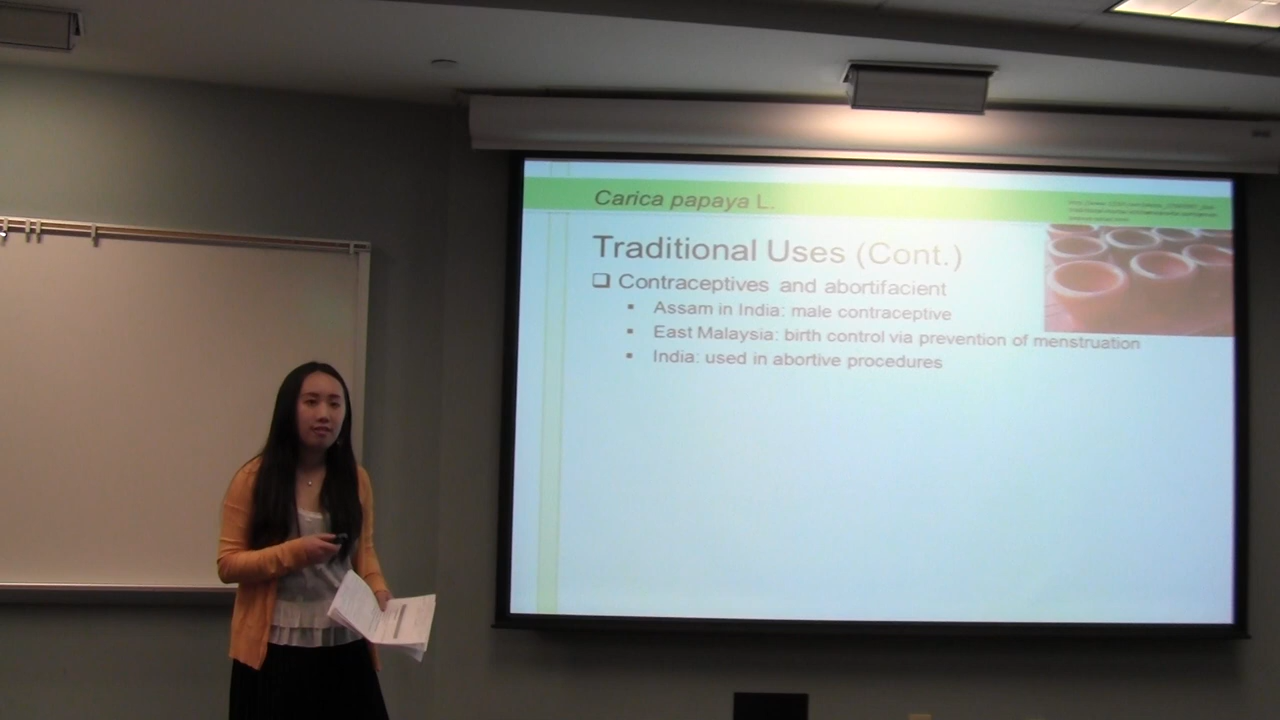 Carica papaya L.
Traditional Uses (Cont.)
Contraceptives and abortifacient
Assam in India: male contraceptive
East Malaysia: birth control via prevention of menstruation
India: used in abortive procedures